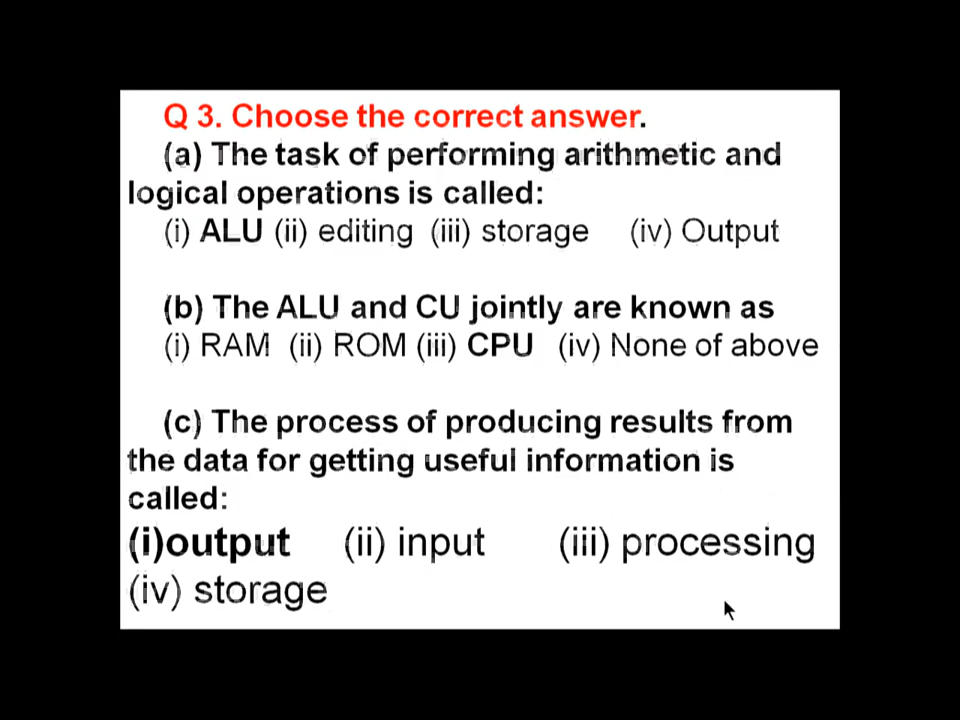 Q 3. Choose the correct answer.
(a) The task of performing arithmetic and
logical operations is called:
(i) ALU (ii) editing (iii) storage (iv) Output
(b) The ALU and CU jointly are known as
(i) RAM (ii) ROM (iii) CPU (iv) None of above
(c) The process of producing results from
the data for getting useful information is
called:
(i)output (ii) input (iii) processing
(iv) storage